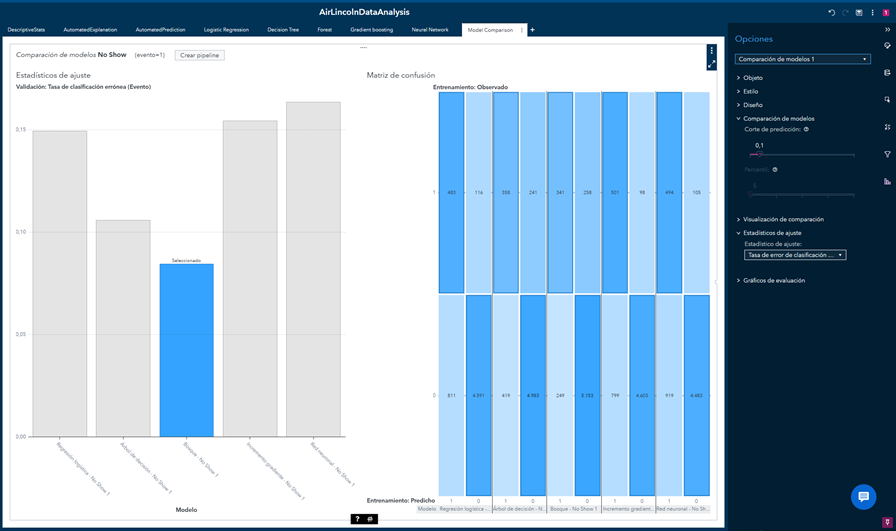 AirLincolnDataAnalysis
DescriptiveStats AutomatedExplanation AutomatedPrediction Logistic Regression Decision Tree Forest Gradient boosting Neural Network Model Comparison +
Comparación de modelos No Show (evento=1) Crear pipeline
Estadísticos de ajuste
Validación: Tasa de clasificación errónea (Evento)
0,15
0,10
0,05
0,00
Seleccionado
Regresión logística - No Show 1
Árbol de decisión - No Show 1
Bosque - No Show 1
Incremento gradiente - No Show 1
Red neuronal - No Show 1
Modelo
Matriz de confusión
Entrenamiento: Observado
1 483 116 358 241 341 258 501 98 494 105
0 811 4.591 419 4.983 249 5.153 799 4.603 919 4.483
Entrenamiento: Predicho 1 0 1 0 1 0 1 0 1 0
Modelo Regresión logística -... Árbol de decisión - N... Bosque - No Show 1 Incremento gradient... Red neuronal - No Sh...
?
Opciones
Comparación de modelos 1
Objeto
Estilo
Diseño
Comparación de modelos
Corte de predicción:
0,1
Percentil:
5
Visualización de comparación
Estadísticos de ajuste
Estadístico de ajuste:
Tasa de error de clasificación ...
Gráficos de evaluación